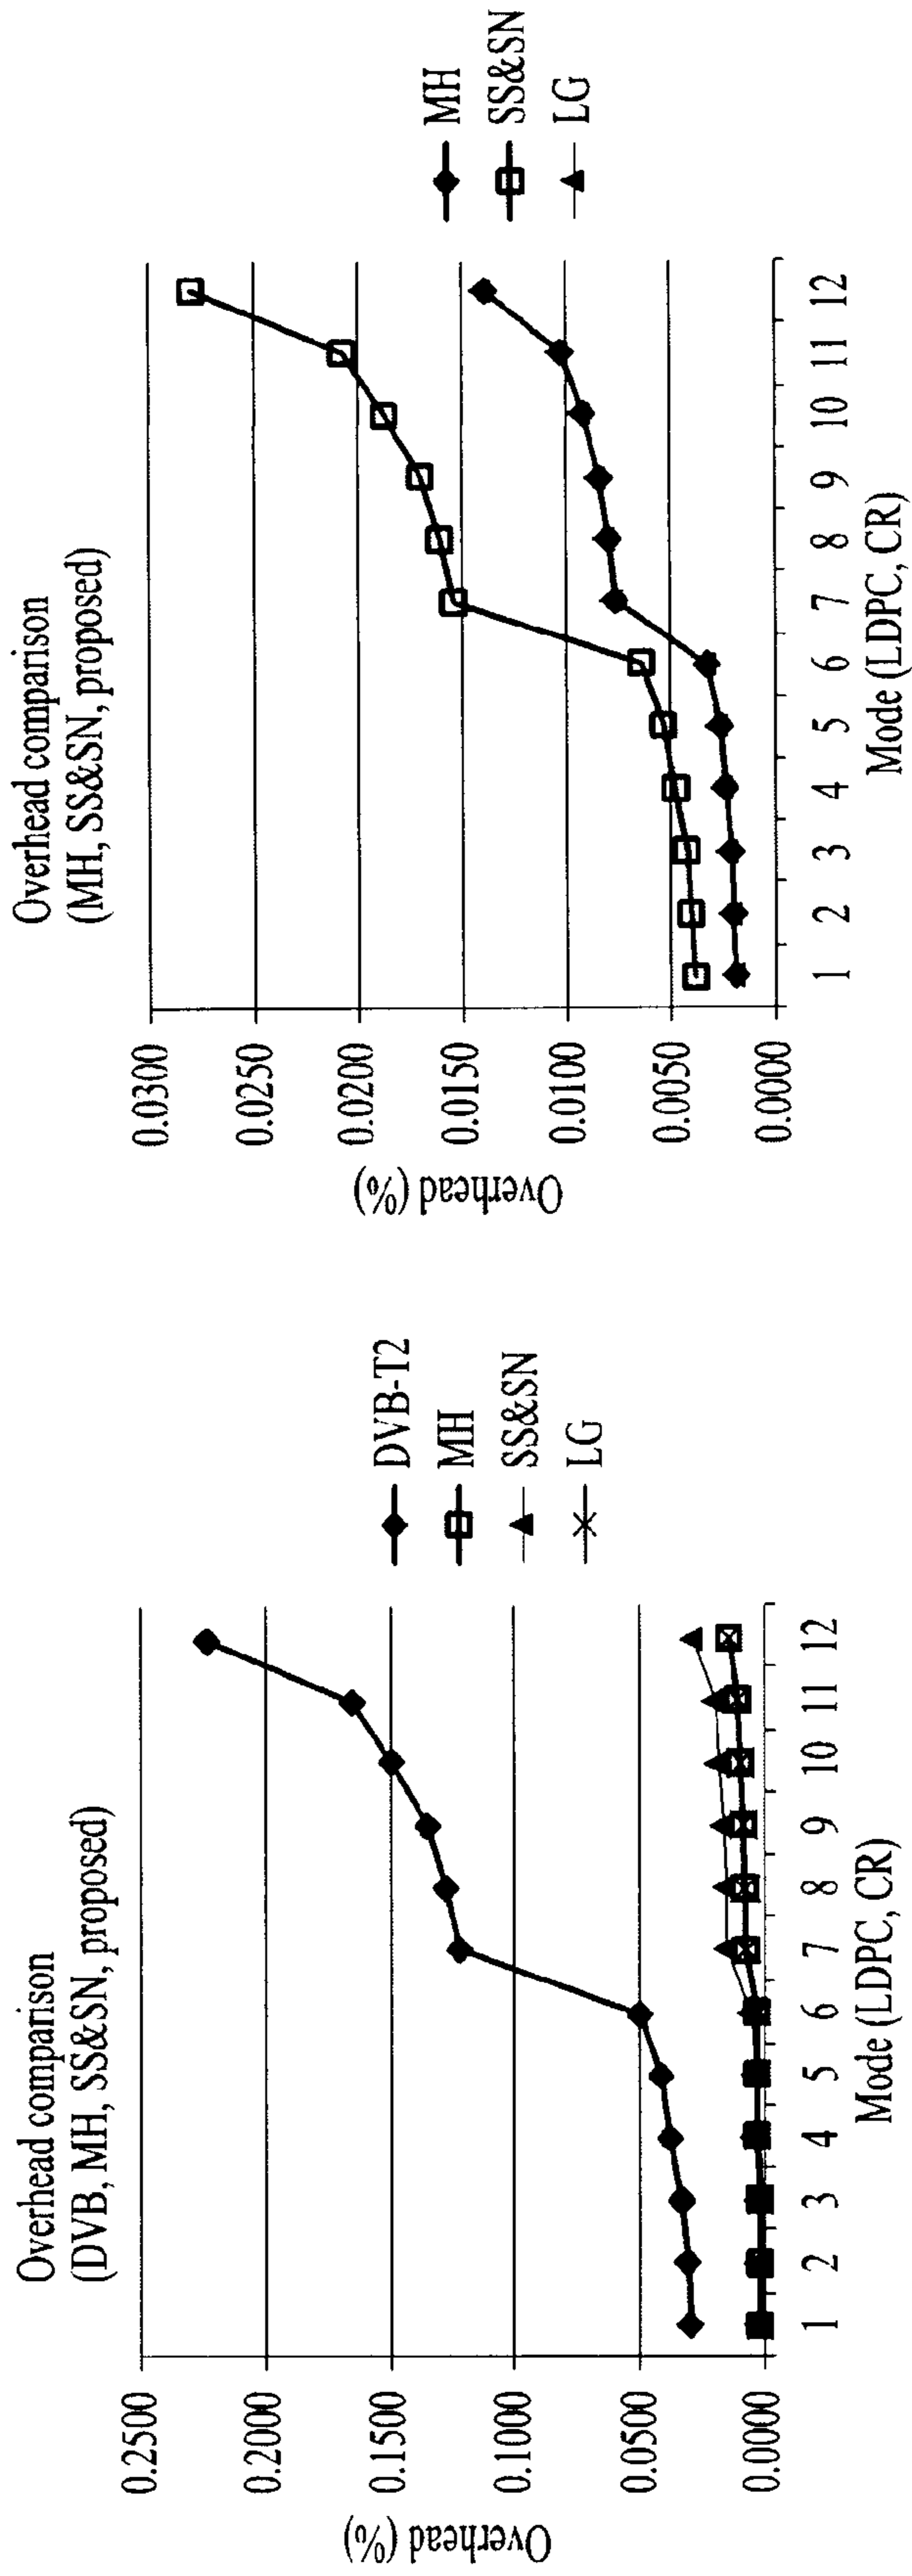 Overhead comparison
(DVB, MH, SS&SN, proposed)
Overhead (%)
0.2500
0.2000
0.1500
0.1000
0.0500
0.0000
1 2 3 4 5 6 7 8 9 10 11 12
Mode (LDPC, CR)
DVB-T2
MH
SS&SN
LG
Overhead comparison
(MH, SS&SN, proposed)
Overhead (%)
0.0300
0.0250
0.0200
0.0150
0.0100
0.0050
0.0000
1 2 3 4 5 6 7 8 9 10 11 12
Mode (LDPC, CR)
MH
SS&SN
LG